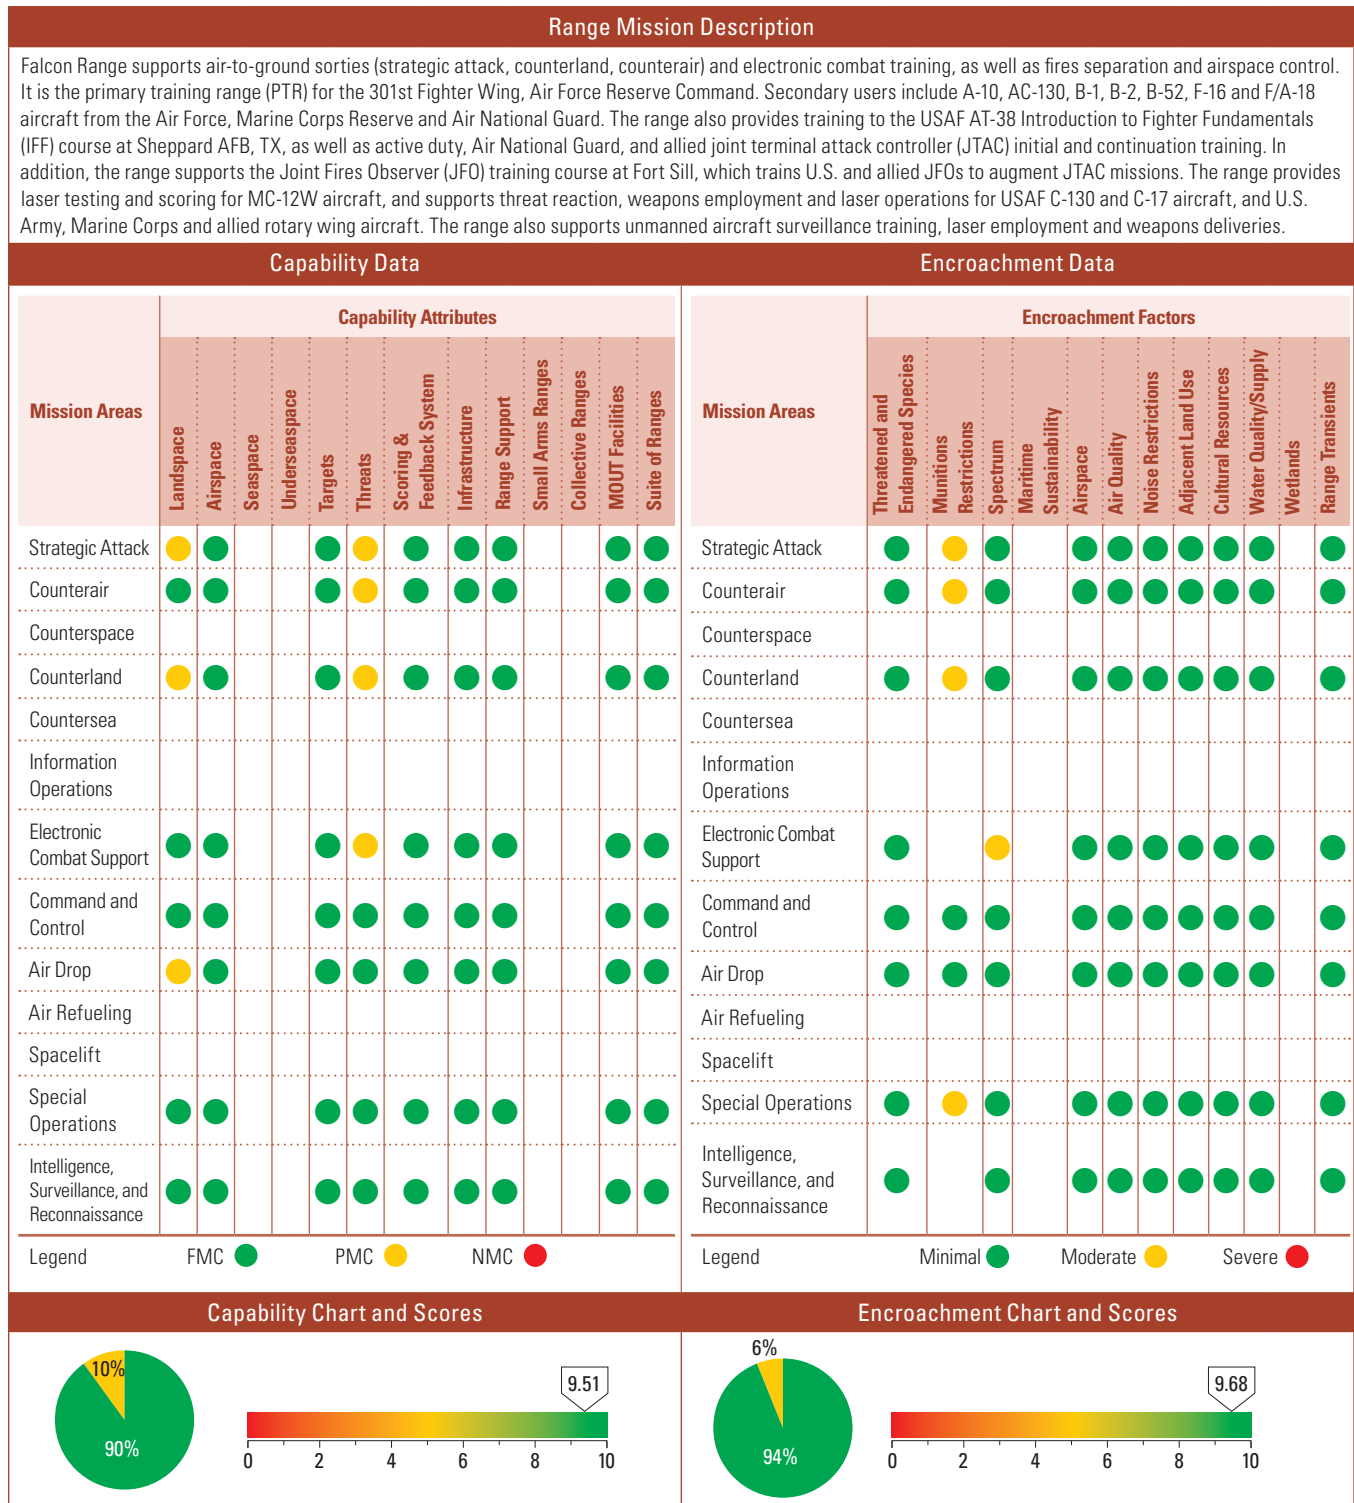 Range Mission Description
Falcon Range supports air-to-ground sorties (strategic attack, counterland, counterair) and electronic combat training, as well as fires separation and airspace control.
It is the primary training range (PTR) for the 301st Fighter Wing, Air Force Reserve Command. Secondary users include A-10, AC-130, B-1, B-2, B-52, F-16 and F/A-18
aircraft from the Air Force, Marine Corps Reserve and Air National Guard. The range also provides training to the USAF AT-38 Introduction to Fighter Fundamentals
(IFF) course at Sheppard AFB, TX, as well as active duty, Air National Guard, and allied joint terminal attack controller (JTAC) initial and continuation training. In
addition, the range supports the Joint Fires Observer (JFO) training course at Fort Sill, which trains U.S. and allied JFOs to augment JTAC missions. The range provides
laser testing and scoring for MC-12W aircraft, and supports threat reaction, weapons employment and laser operations for USAF C-130 and C-17 aircraft, and U.S.
Army, Marine Corps and allied rotary wing aircraft. The range also supports unmanned aircraft surveillance training, laser employment and weapons deliveries.
Capability Data
Mission Areas
Capability Attributes
Landspace
Airspace
Seaspace
Underseaspace
Targets
Threats
Scoring &
Feedback System
Infrastructure
Range Support
Small Arms Ranges
Collective Ranges
MOUT Facilities
Suite of Ranges
Strategic Attack
Counterair
Counterspace
Counterland
Countersea
Information
Operations
Electronic
Combat Support
Command and
Control
Air Drop
Air Refueling
Spacelift
Special
Operations
Intelligence,
Surveillance, and
Reconnaissance
Legend FMC PMC NMC
Encroachment Data
Mission Areas
Encroachment Factors
Threatened and
Endangered Species
Munitions
Restrictions
Spectrum
Maritime
Sustainability
Airspace
Air Quality
Noise Restrictions
Adjacent Land Use
Cultural Resources
Water Quality/Supply
Wetlands
Range Transients
Strategic Attack
Counterair
Counterspace
Counterland
Countersea
Information
Operations
Electronic Combat
Support
Command and
Control
Air Drop
Air Refueling
Spacelift
Special Operations
Intelligence,
Surveillance, and
Reconnaissance
Legend Minimal Moderate Severe
Capability Chart and Scores
10%
90%
9.51
0 2 4 6 8 10
Encroachment Chart and Scores
6%
94%
9.68
0 2 4 6 8 10